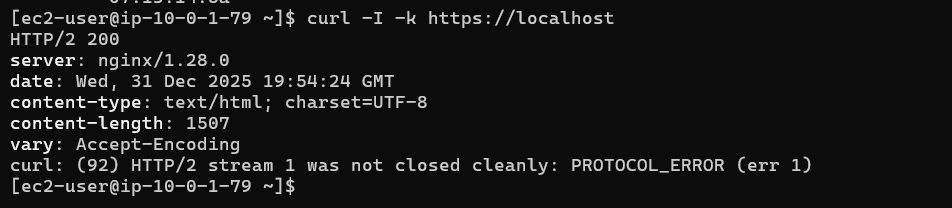 [ec2-user@ip-10-0-1-79 ~]$ curl -I -k https://localhost
HTTP/2 200
server: nginx/1.28.0
date: Wed, 31 Dec 2025 19:54:24 GMT
content-type: text/html; charset=UTF-8
content-length: 1507
vary: Accept-Encoding
curl: (92) HTTP/2 stream 1 was not closed cleanly: PROTOCOL_ERROR (err 1)
[ec2-user@ip-10-0-1-79 ~]$